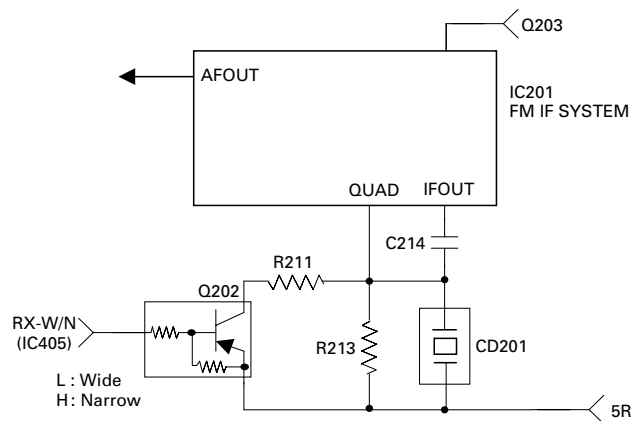 Q203
AFOUT
IC201
FM IF SYSTEM
QUAD
IFOUT
C214
R211
Q202
RX-W/N
(IC405)
R213
CD201
L : Wide
H : Narrow
5R